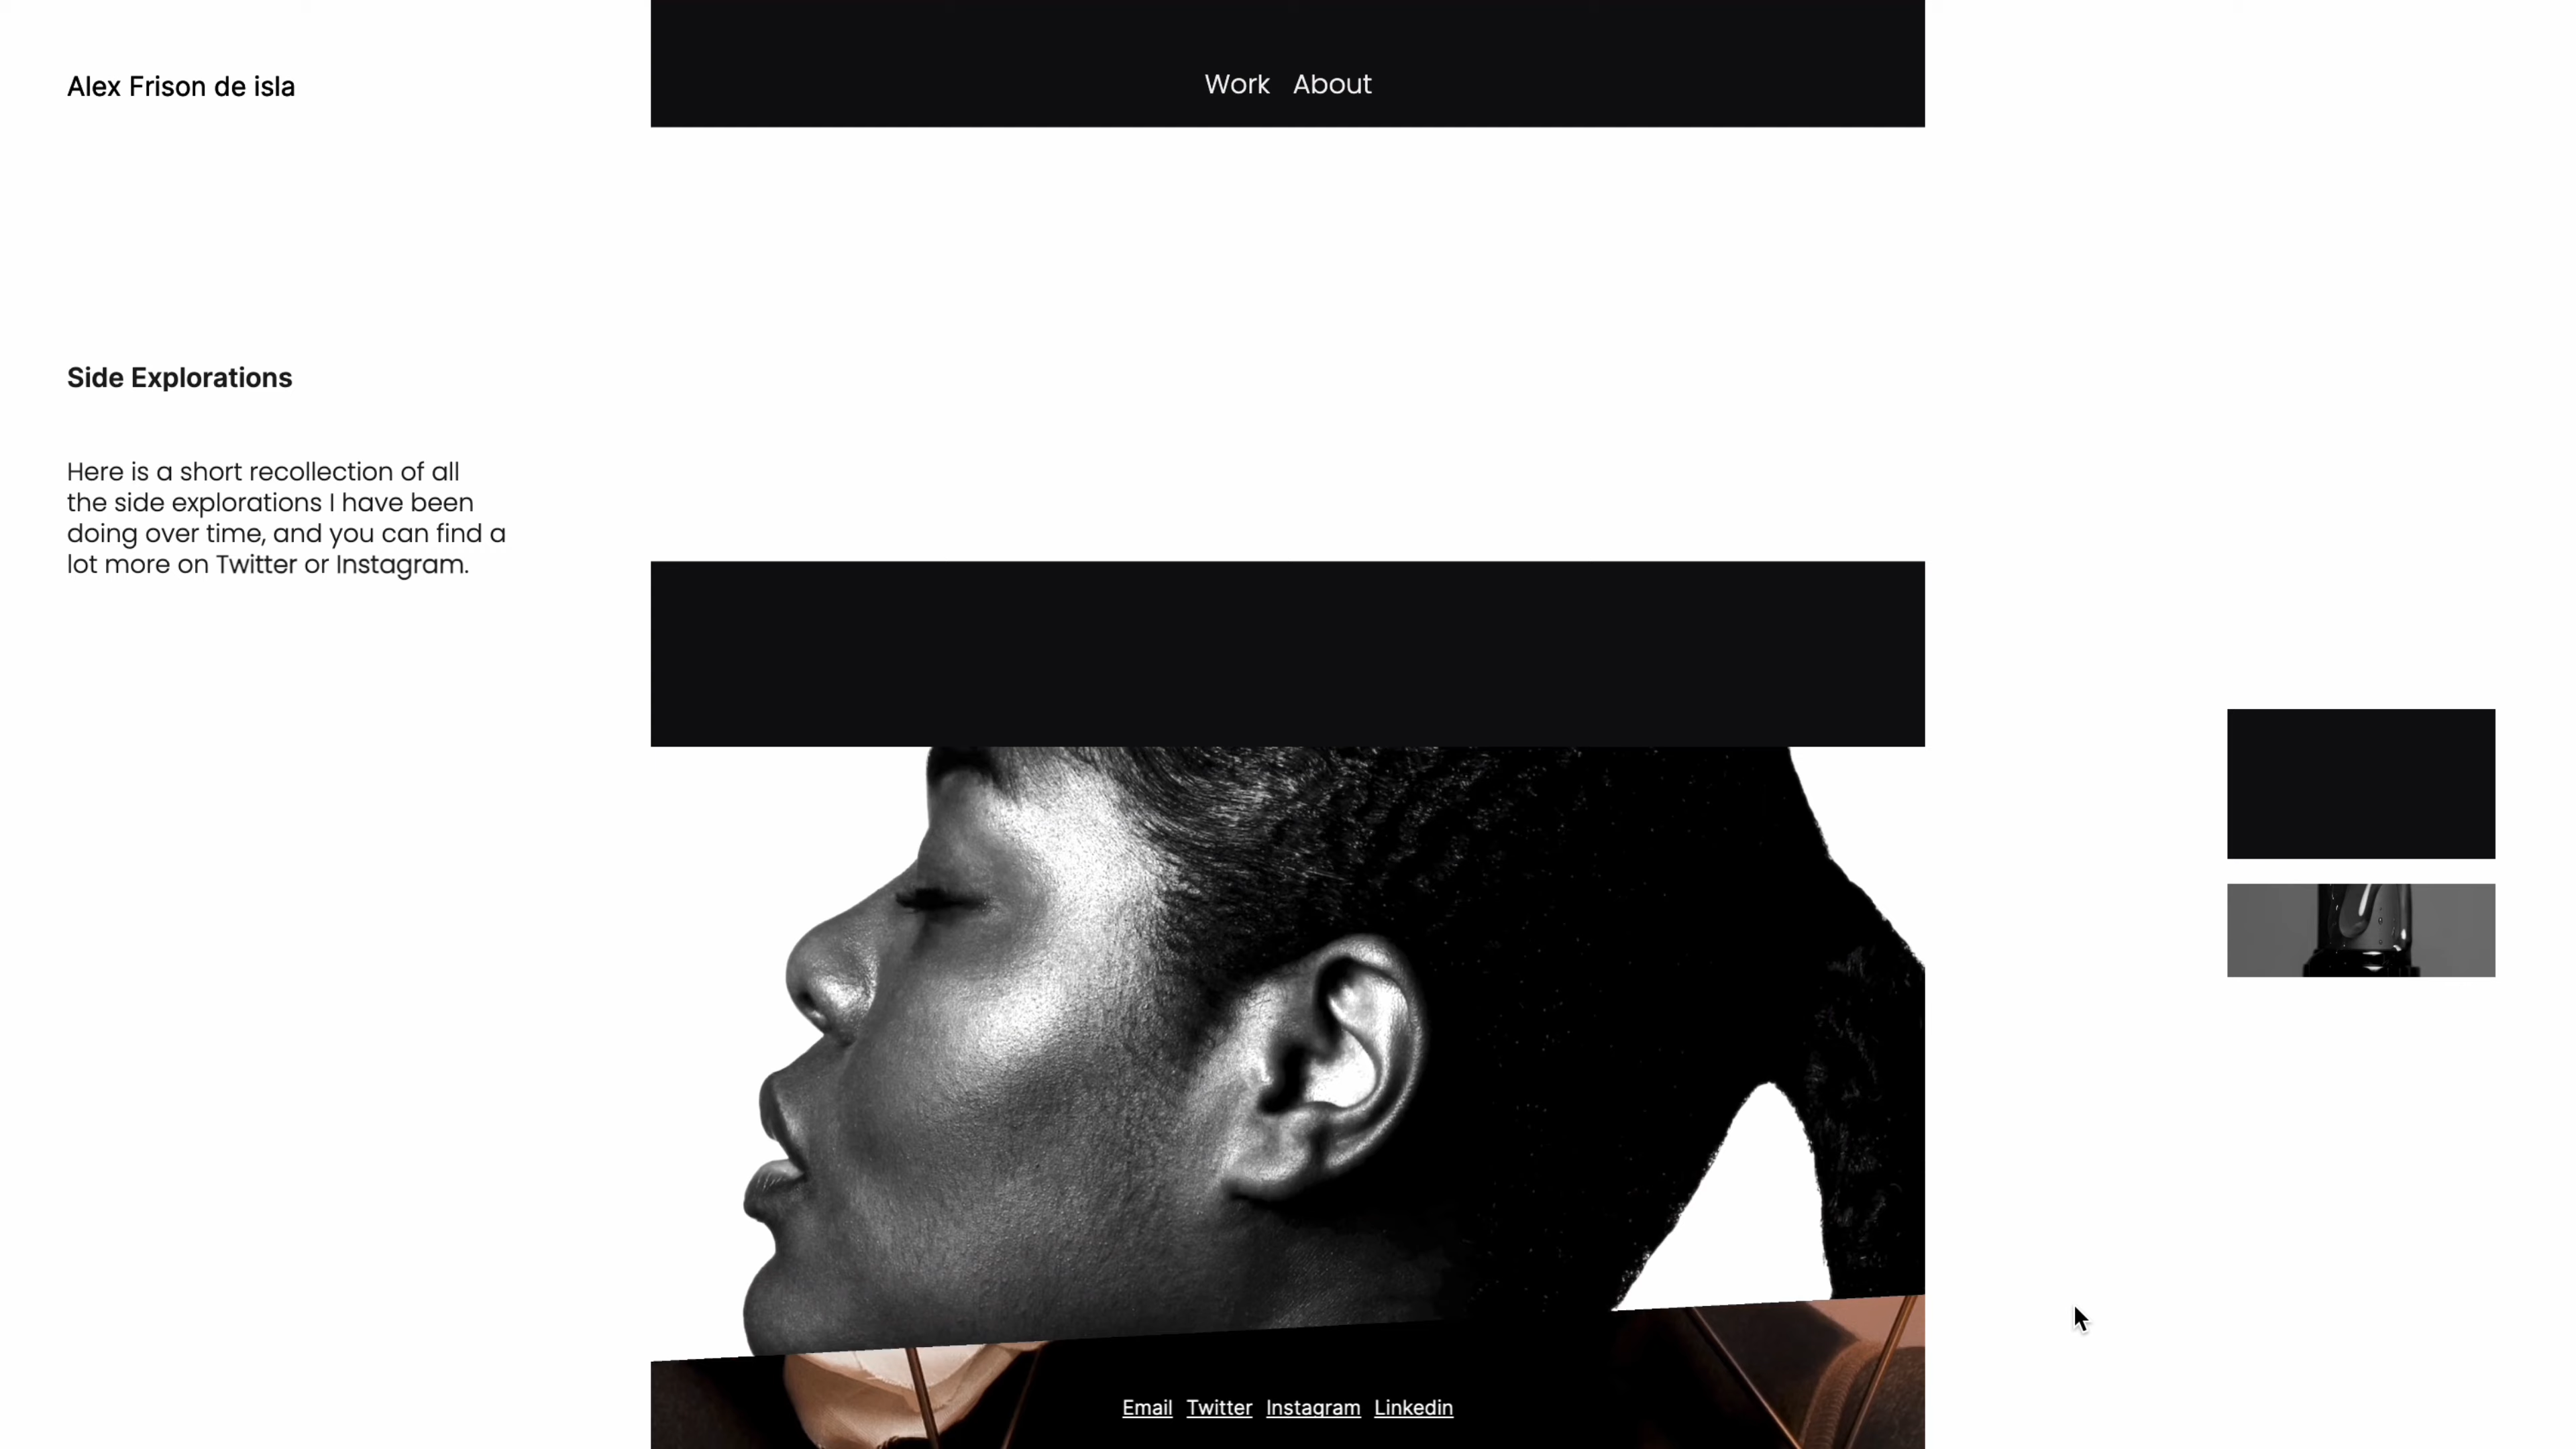 Alex Frison de isla
Work About
Side Explorations
Here is a short recollection of all
the side explorations I have been
doing over time, and you can find a
lot more on Twitter or Instagram.
Email Twitter Instagram Linkedin